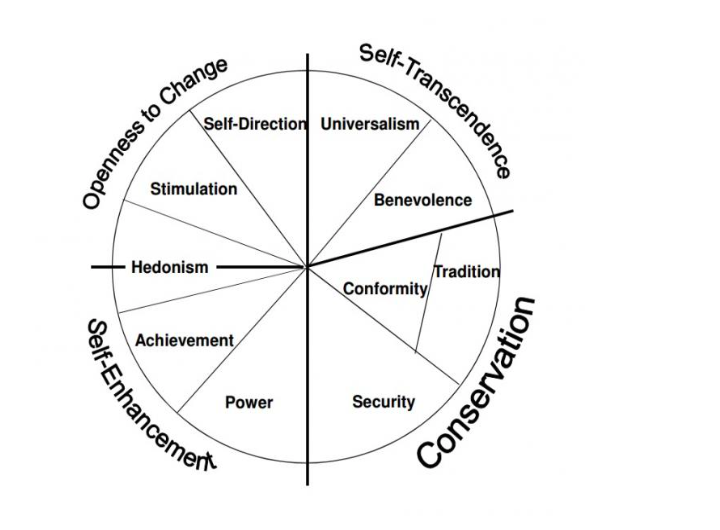 Openness to Change
Self-Transcendence
Self-Direction
Universalism
Stimulation
Benevolence
Hedonism
Tradition
Conformity
Achievement
Power
Security
Self-Enhancement
Conservation